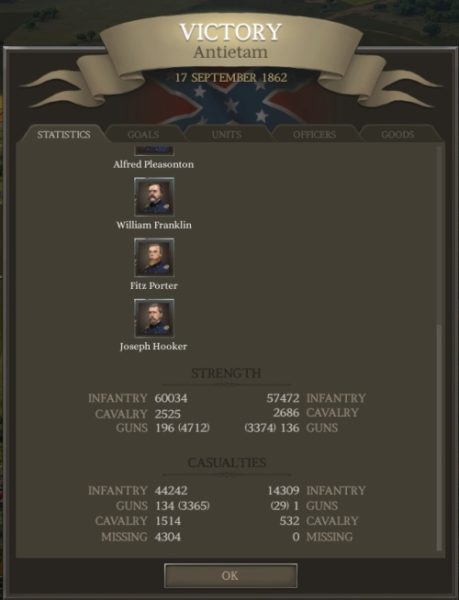 VICTORY
Antietam
17 SEPTEMBER 1862
STATISTICS GOALS UNITS OFFICERS GOODS
Alfred Pleasonton
William Franklin
Fitz Porter
Joseph Hooker
STRENGTH
INFANTRY 60034 57472 INFANTRY
CAVALRY 2525 2686 CAVALRY
GUNS 196 (4712) (3374) 136 GUNS
CASUALTIES
INFANTRY 44242 14309 INFANTRY
GUNS 134 (3365) (29) 1 GUNS
CAVALRY 1514 532 CAVALRY
MISSING 4304 0 MISSING
OK